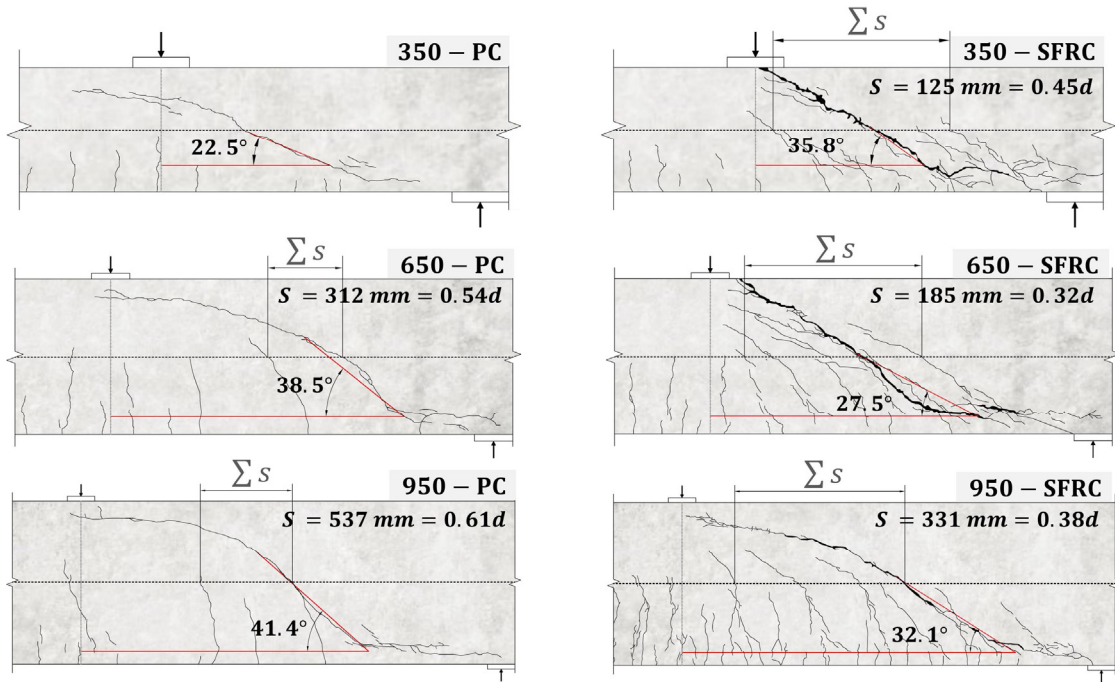 350 – PC
22.5°
∑ s
350 – SFRC
S = 125 mm = 0.45d
35.8°
∑ s
650 – PC
S = 312 mm = 0.54d
38.5°
∑ s
650 – SFRC
S = 185 mm = 0.32d
27.5°
∑ s
950 – PC
S = 537 mm = 0.61d
41.4°
∑ s
950 – SFRC
S = 331 mm = 0.38d
32.1°